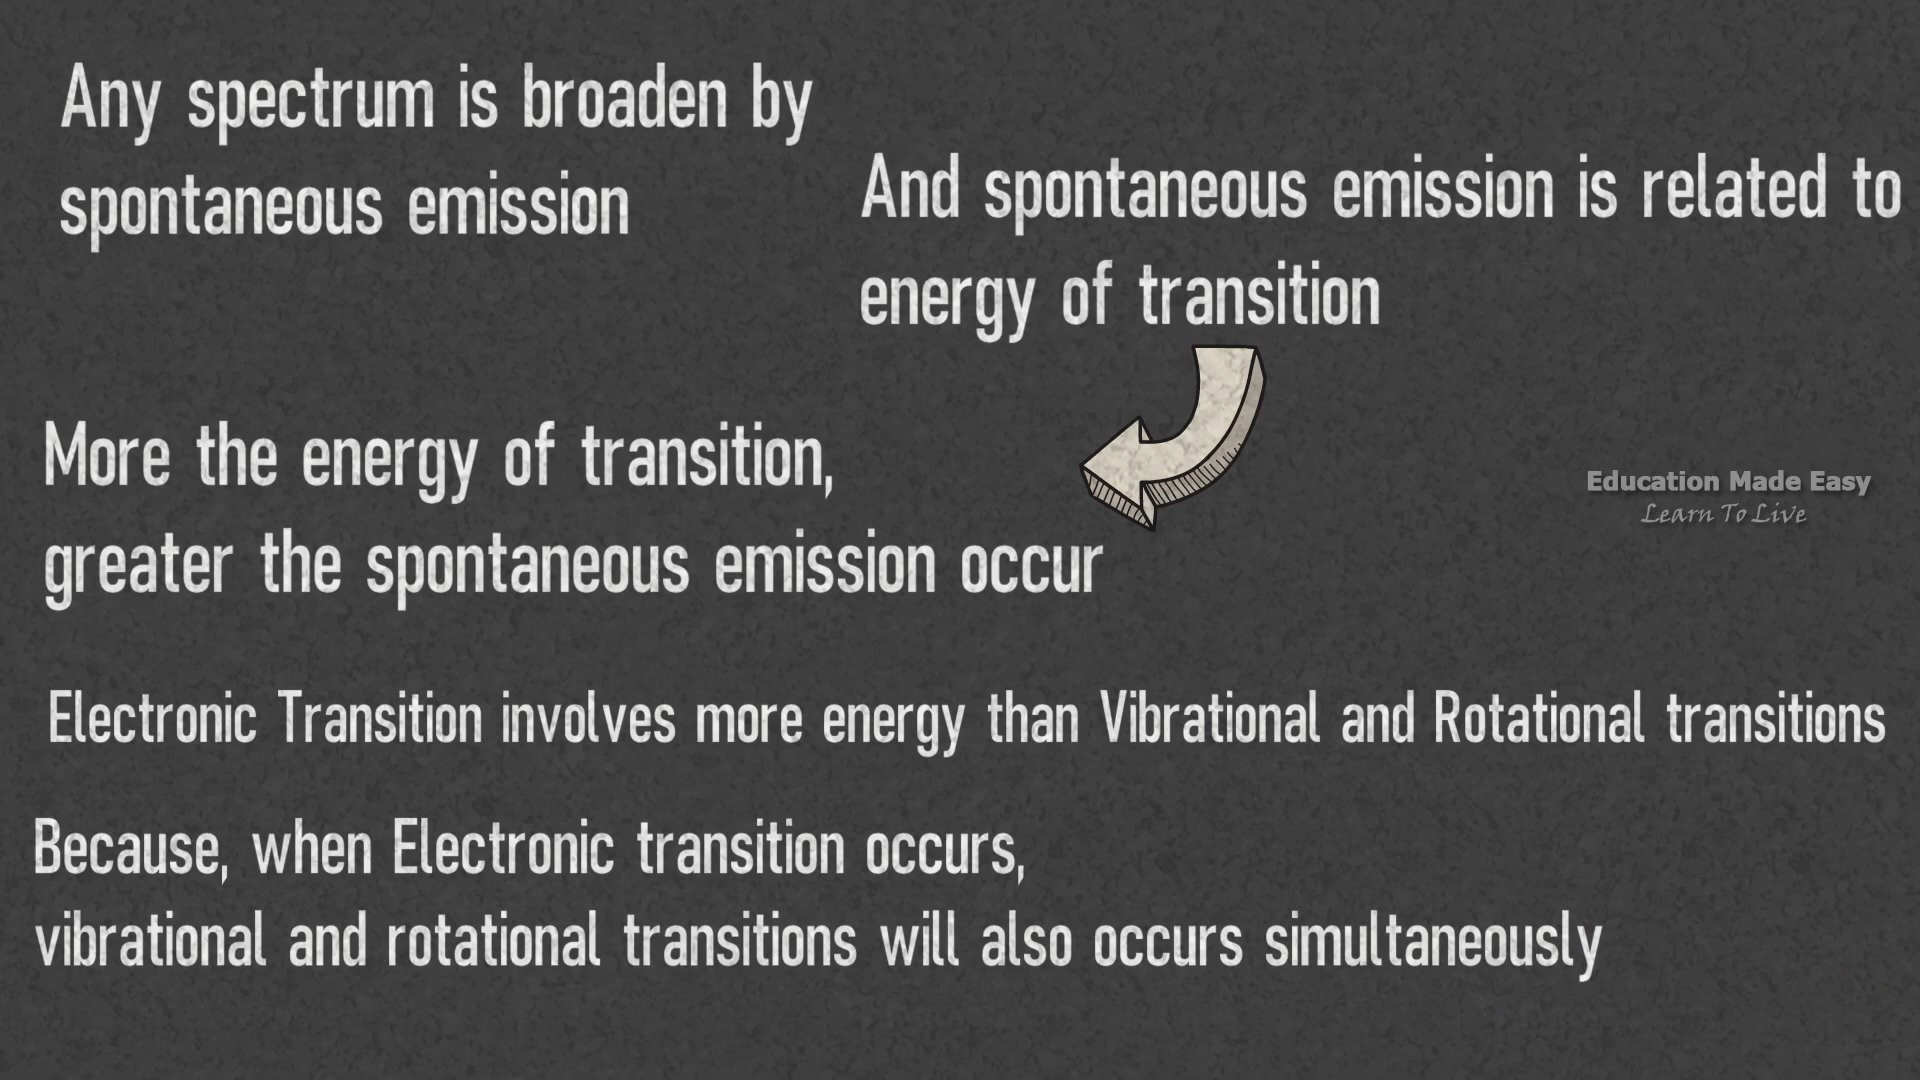 Any spectrum is broaden by
spontaneous emission
And spontaneous emission is related to
energy of transition
More the energy of transition,
greater the spontaneous emission occur
Education Made Easy
Learn To Live
Electronic Transition involves more energy than Vibrational and Rotational transitions
Because, when Electronic transition occurs,
vibrational and rotational transitions will also occurs simultaneously